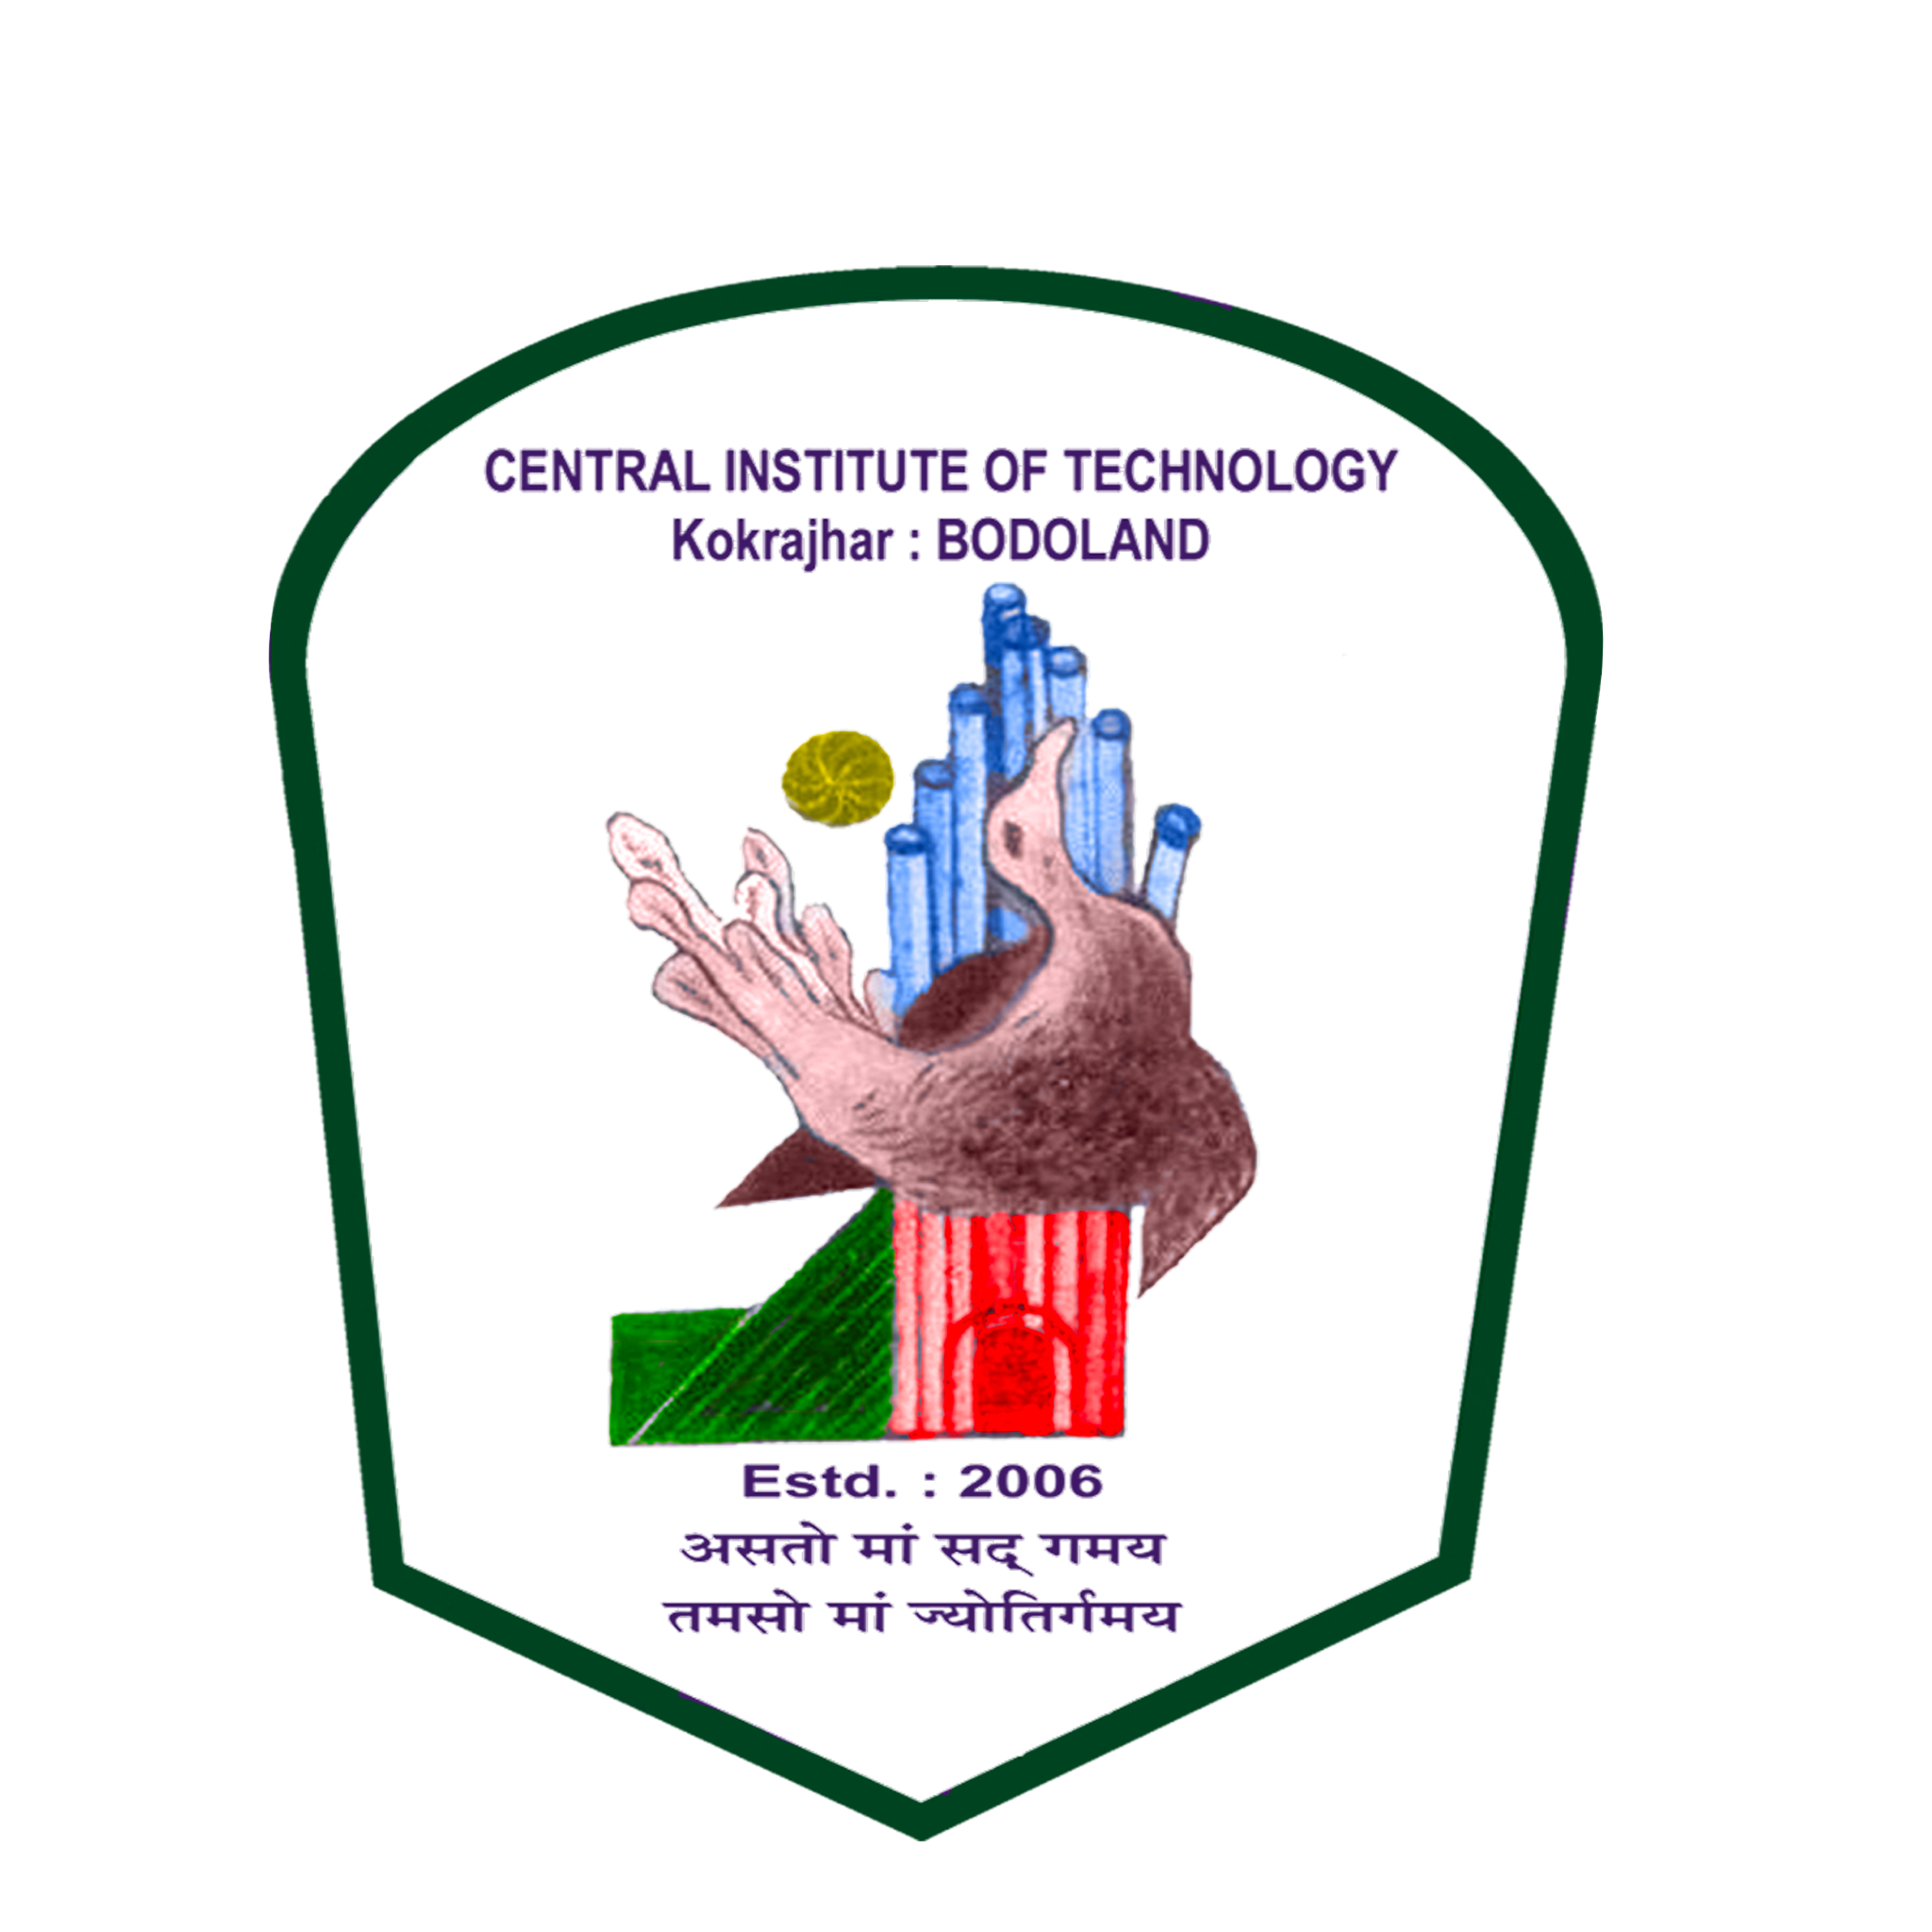 CENTRAL INSTITUTE OF TECHNOLOGY
Kokrajhar : BODOLAND
Estd. : 2006
असतो मां सद् गमय
तमसो मां ज्योतिर्गमय